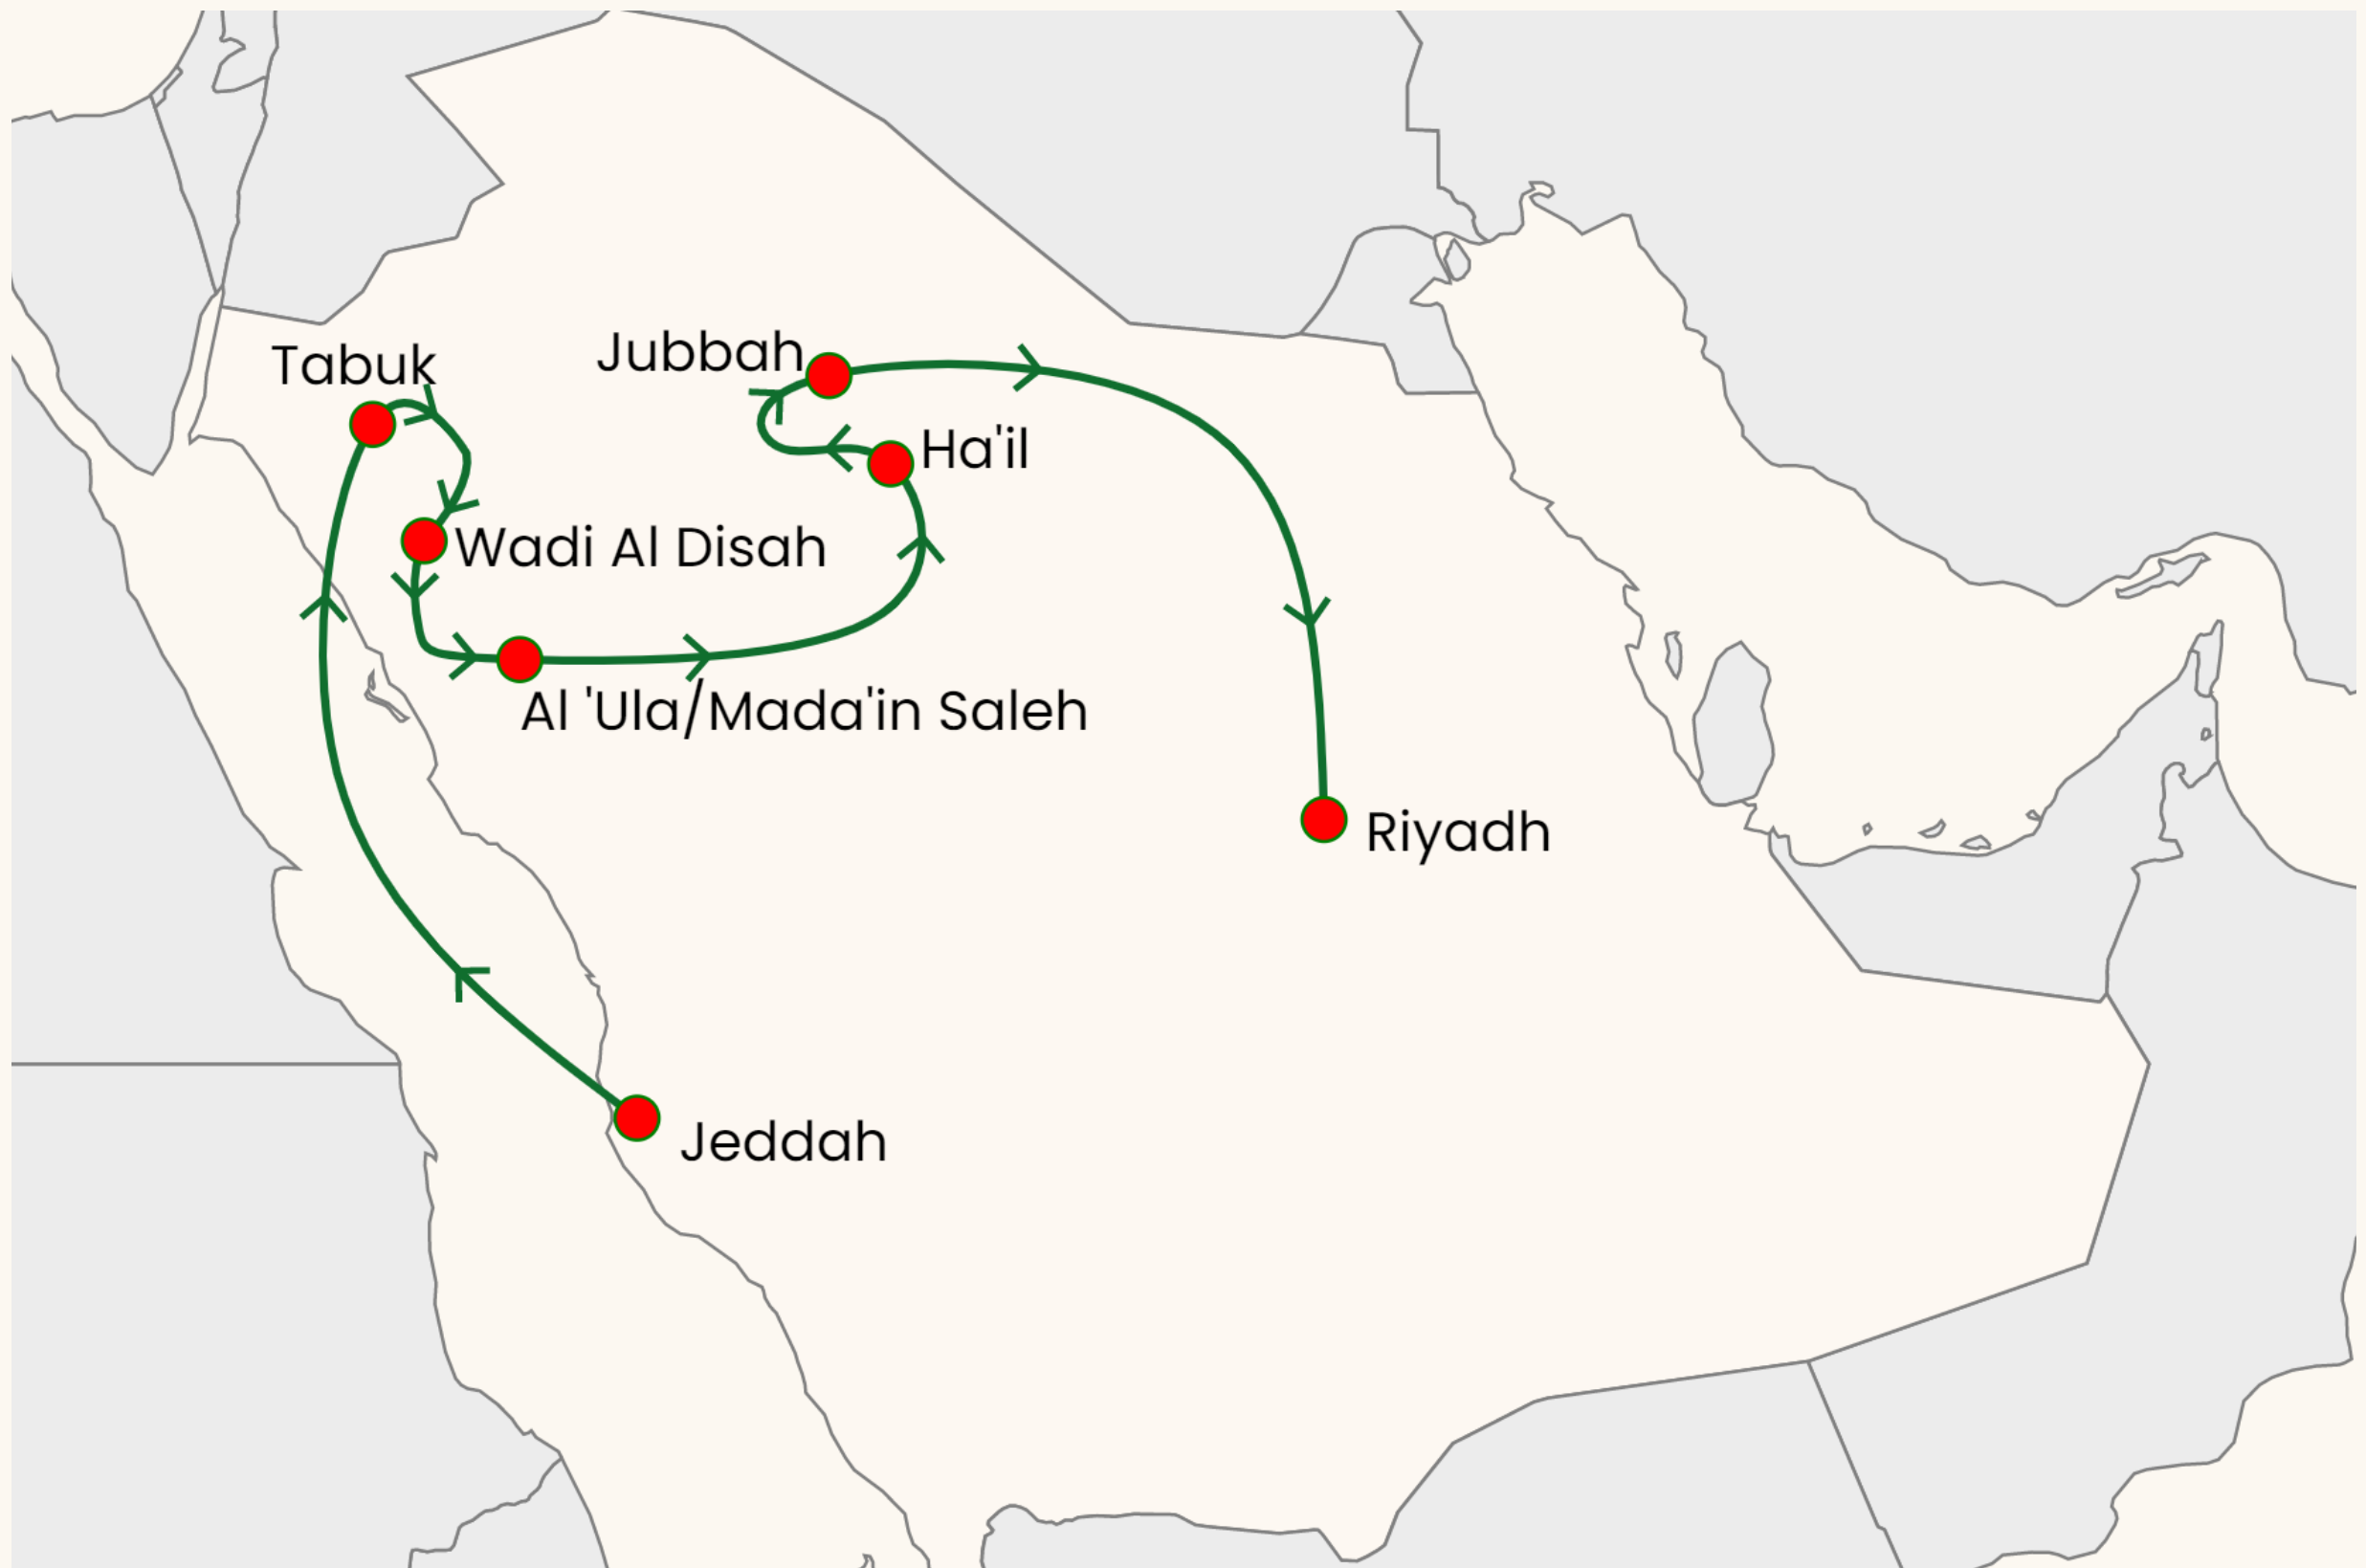 Jubbah
Tabuk
Ha'il
Wadi Al Disah
Al 'Ula/Mada'in Saleh
Riyadh
Jeddah